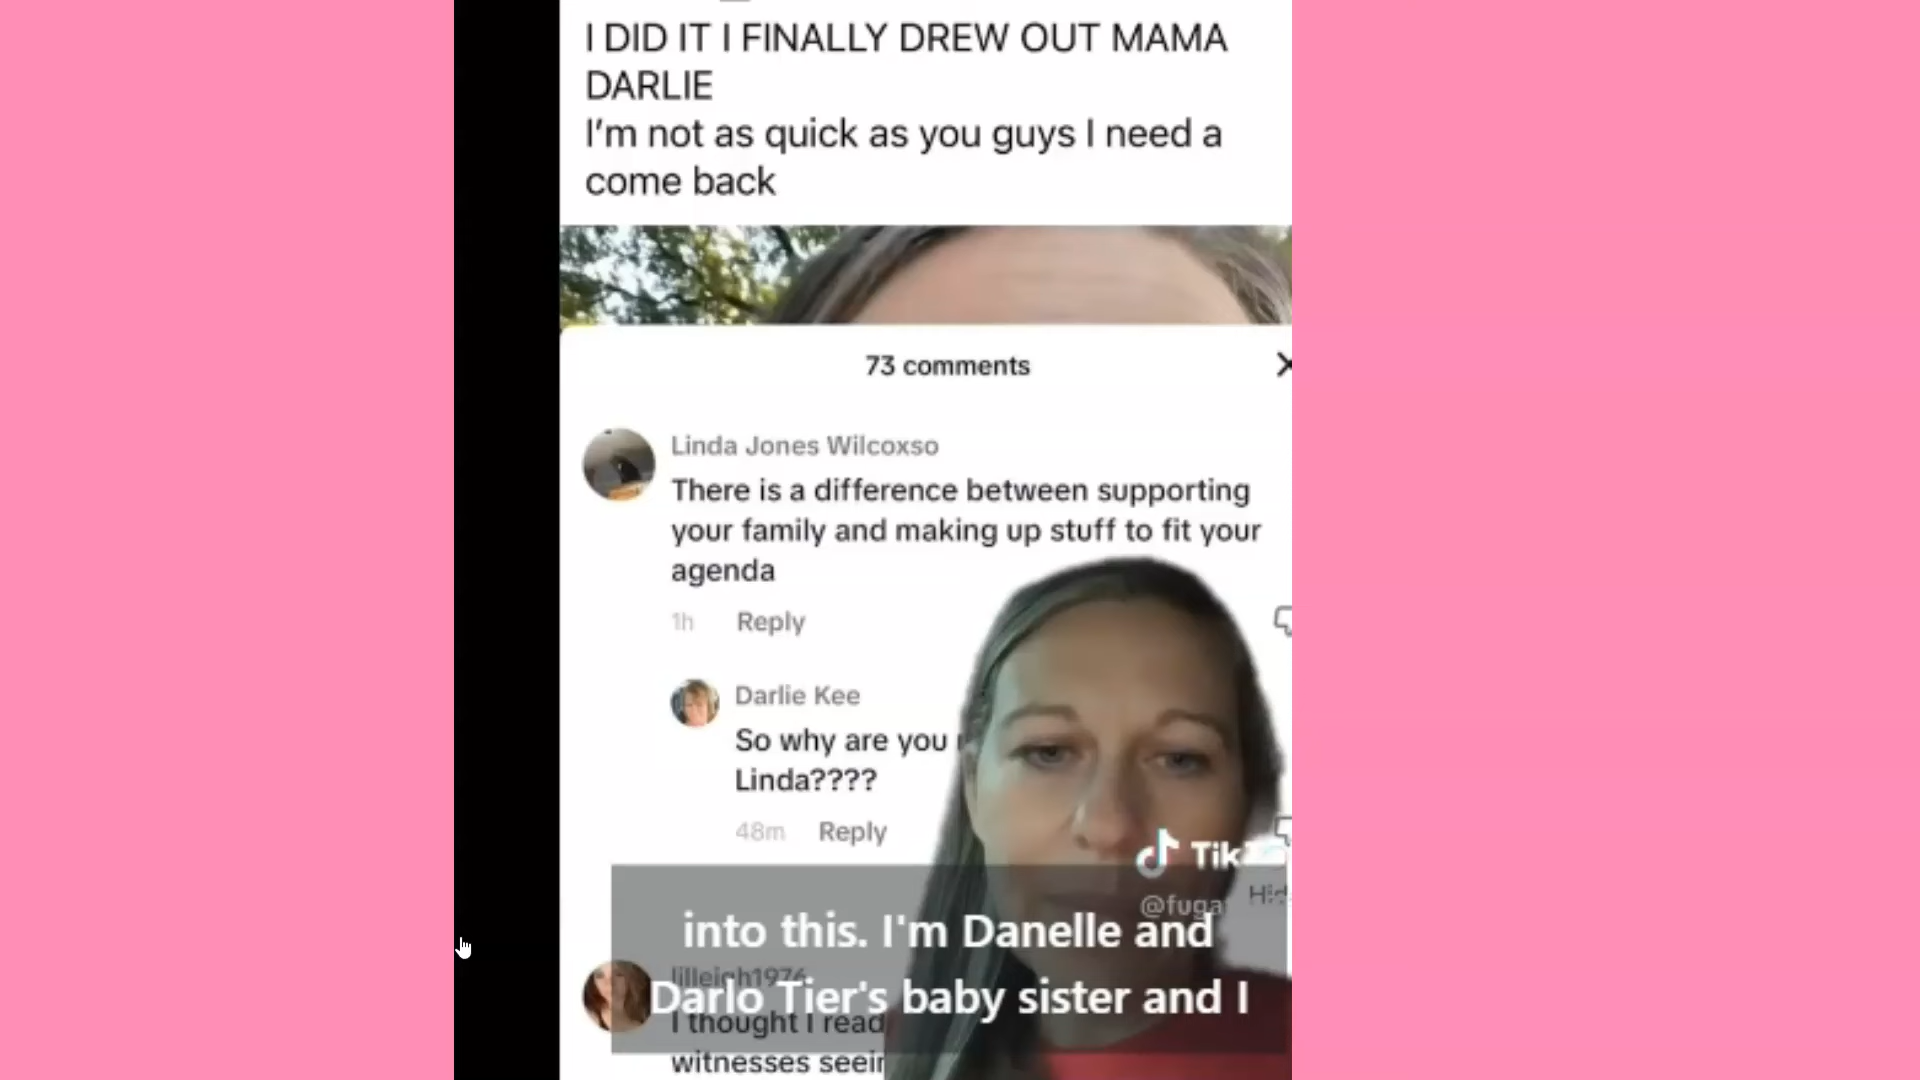 I DID IT I FINALLY DREW OUT MAMA
DARLIE
I'm not as quick as you guys I need a
come back
73 comments
Linda Jones Wilcoxso
There is a difference between supporting
your family and making up stuff to fit your
agenda
1h Reply
Darlie Kee
So why are you
Linda????
48m Reply
Tik
@fuga
into this. I'm Danelle and
lilleigh1976
Darlo Tier's baby sister and I
I thought I read
witnesses